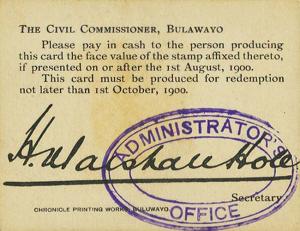 THE CIVIL COMMISSIONER, BULAWAYO
Please pay in cash to the person producing
this card the face value of the stamp affixed thereto,
if presented on or after the 1st August, 1900.
This card must be produced for redemption
not later than 1st October, 1900.
ADMINISTRATOR'S
H. Marshall Hole
Secretary
OFFICE
CHRONICLE PRINTING WORKS, BULUWAYO